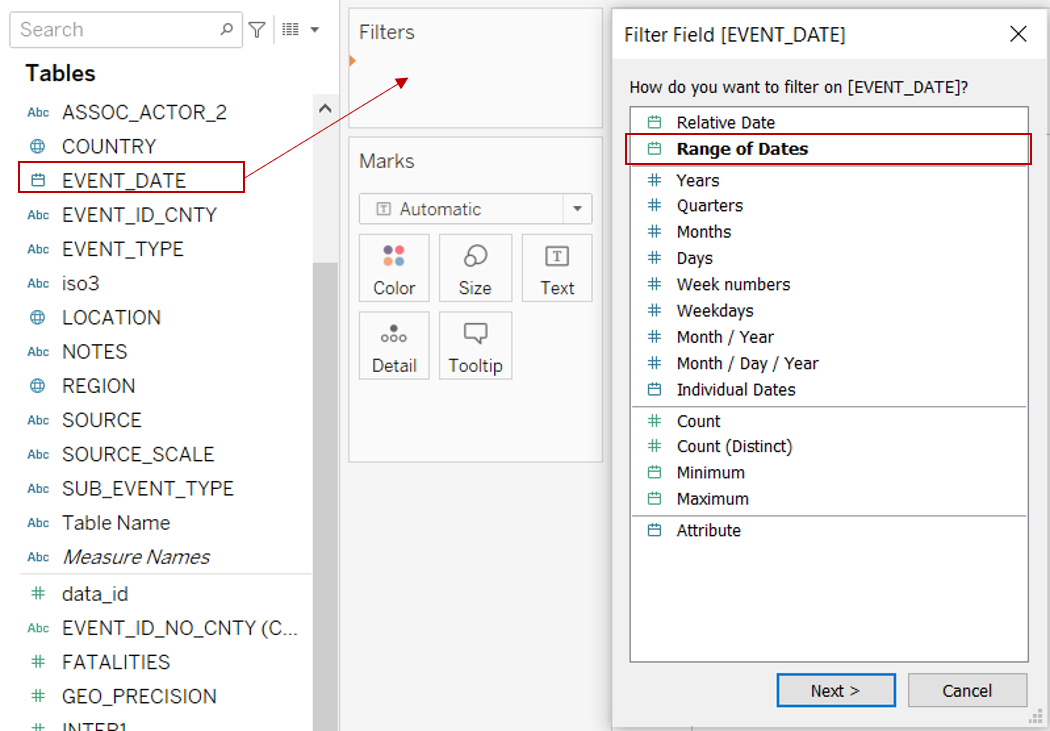 Search
Tables
Abc ASSOC_ACTOR_2
COUNTRY
EVENT_DATE
Abc EVENT_ID_CNTY
Abc EVENT_TYPE
Abc iso3
LOCATION
Abc NOTES
REGION
Abc SOURCE
Abc SOURCE_SCALE
Abc SUB_EVENT_TYPE
Abc Table Name
Abc Measure Names
# data_id
Abc EVENT_ID_NO_CNTY (C...
# FATALITIES
# GEO_PRECISION
# INTER1
Filters
Marks
T Automatic
Color
Size
T
Text
Detail
Tooltip
Filter Field [EVENT_DATE]
How do you want to filter on [EVENT_DATE]?
Relative Date
Range of Dates
# Years
# Quarters
# Months
# Days
# Week numbers
# Weekdays
# Month / Year
# Month / Day / Year
Individual Dates
# Count
# Count (Distinct)
Minimum
Maximum
Attribute
Next >
Cancel